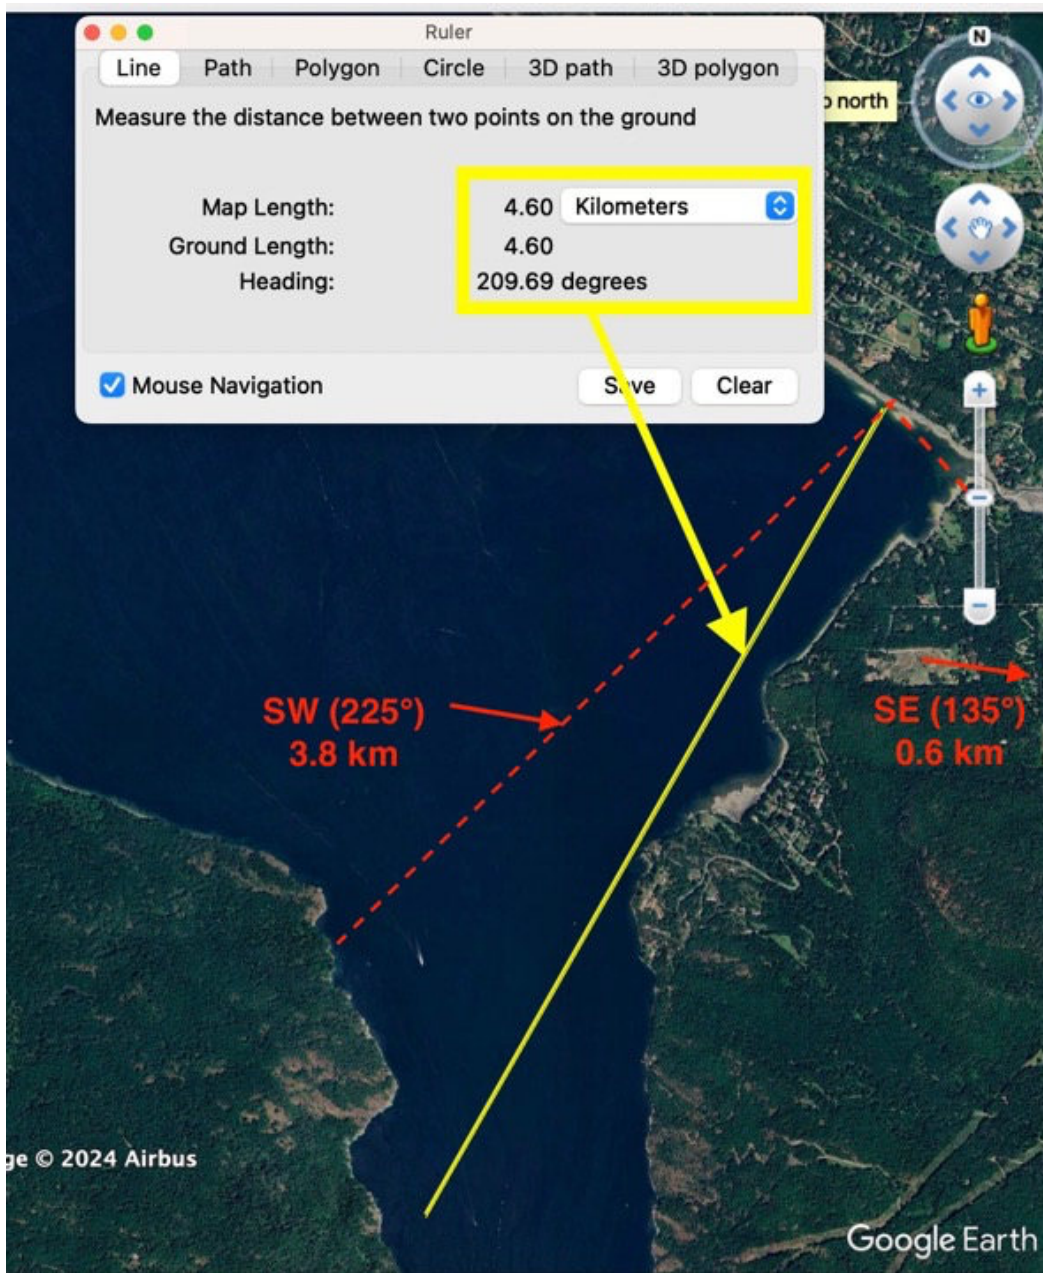 Ruler
Line Path Polygon Circle 3D path 3D polygon
Measure the distance between two points on the ground
north
N
Map Length: 4.60 Kilometers
Ground Length: 4.60
Heading: 209.69 degrees
Mouse Navigation Save Clear
SW (225°)
3.8 km
SE (135°)
0.6 km
© 2024 Airbus
Google Earth